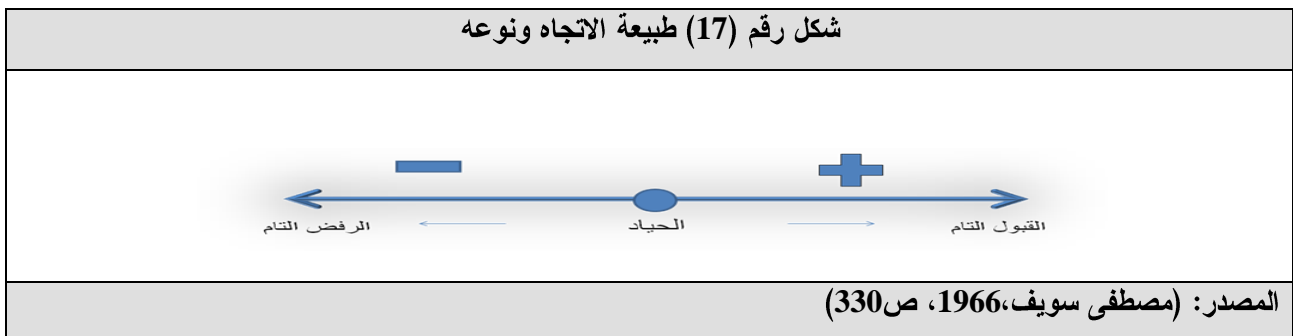 شكل رقم (17) طبيعة الاتجاه ونوعه
القبول التام
الحياد
الرفض التام
المصدر: (مصطفى سويف،1966، ص330)